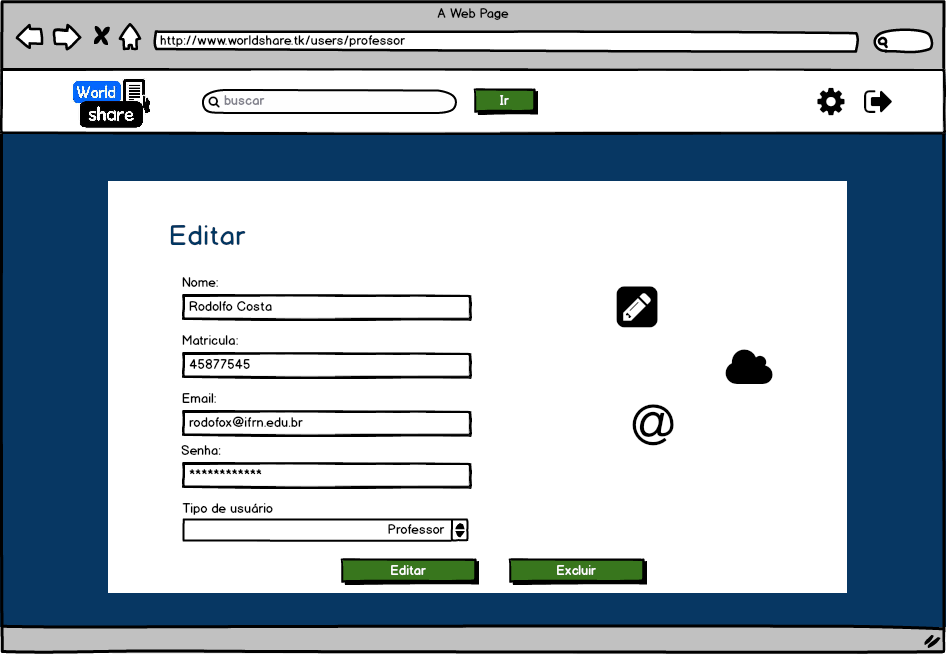 A Web Page
http://www.worldshare.tk/users/professor
World
share
buscar
Ir
Editar
Nome:
Rodolfo Costa
Matricula:
45877545
Email:
rodofox@ifrn.edu.br
Senha:
************
Tipo de usuário
Professor
Editar
Excluir
@